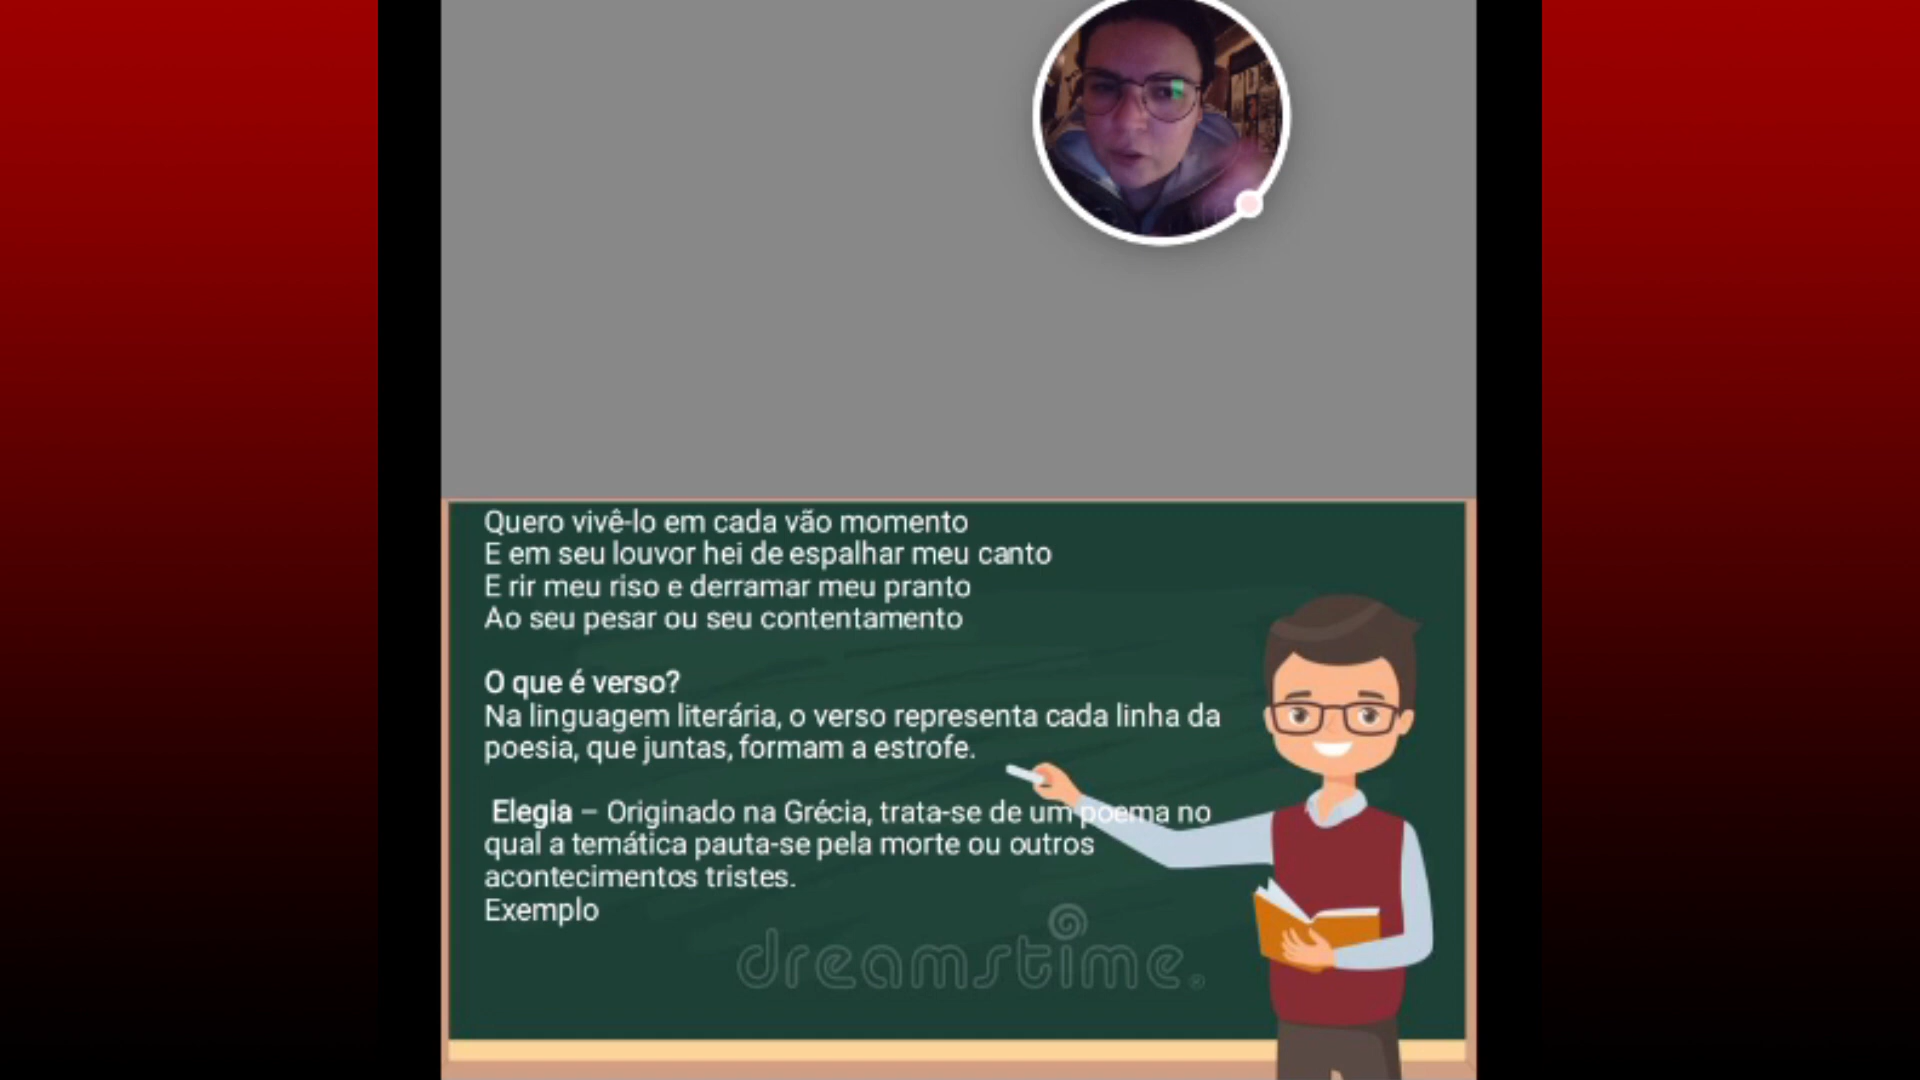 Quero vivê-lo em cada vão momento
E em seu louvor hei de espalhar meu canto
E rir meu riso e derramar meu pranto
Ao seu pesar ou seu contentamento
O que é verso?
Na linguagem literária, o verso representa cada linha da
poesia, que juntas, formam a estrofe.
Elegia – Originado na Grécia, trata-se de um poema no
qual a temática pauta-se pela morte ou outros
acontecimentos tristes.
Exemplo
dreamstime.